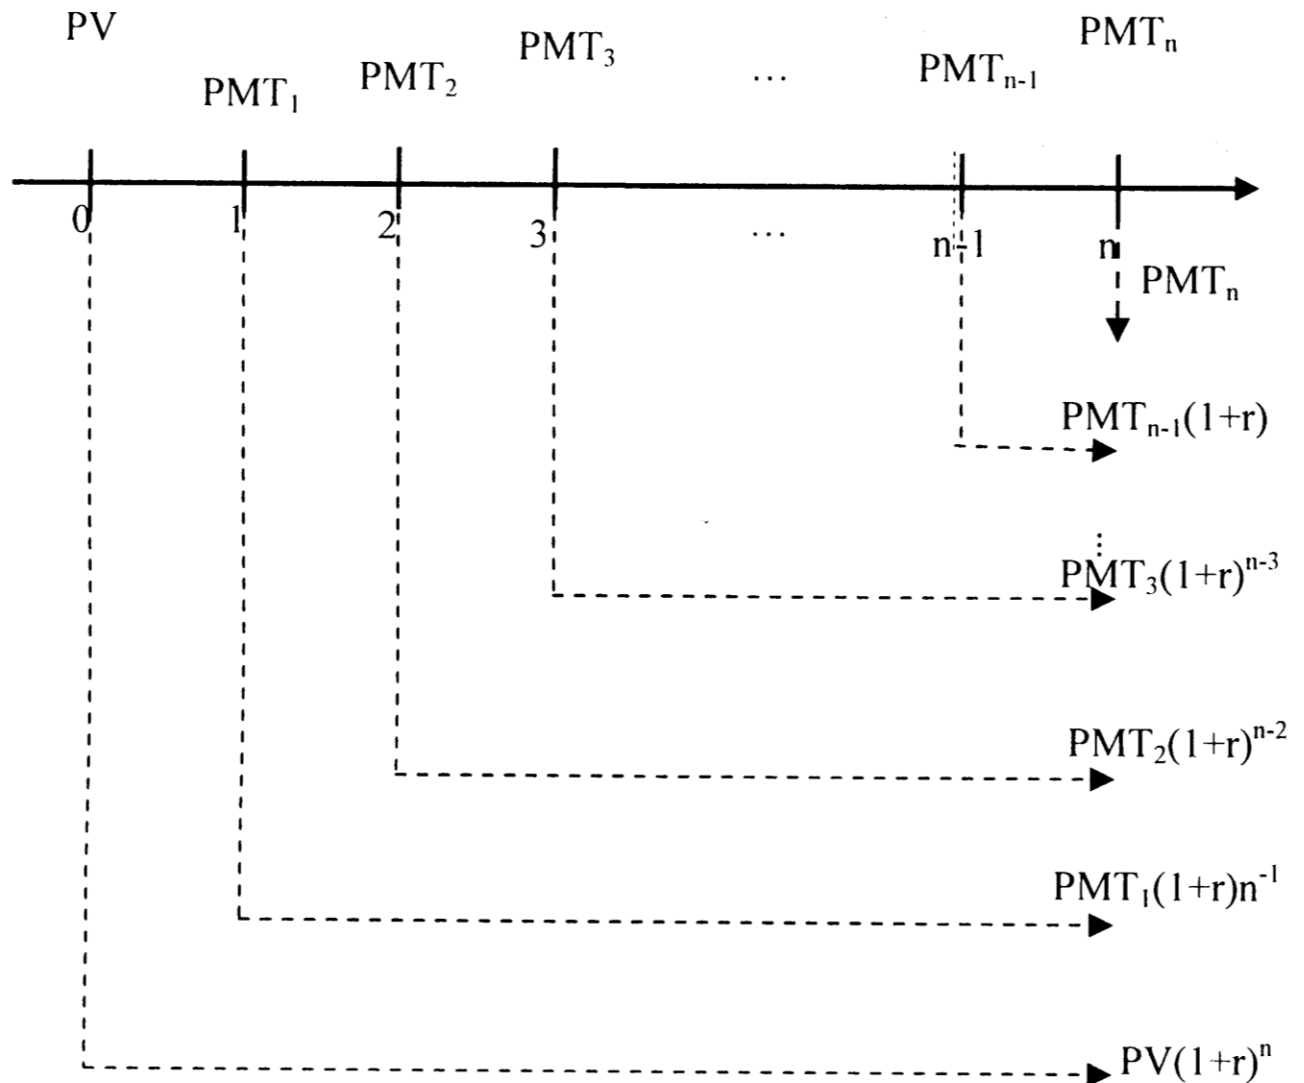 PV
PMT₁
PMT₂
PMT₃
...
PMTₙ₋₁
PMTₙ
0
1
2
3
...
n-1
n
PMTₙ
PMTₙ₋₁(1+r)
⋮
PMT₃(1+r)ⁿ⁻³
PMT₂(1+r)ⁿ⁻²
PMT₁(1+r)n⁻¹
PV(1+r)ⁿ